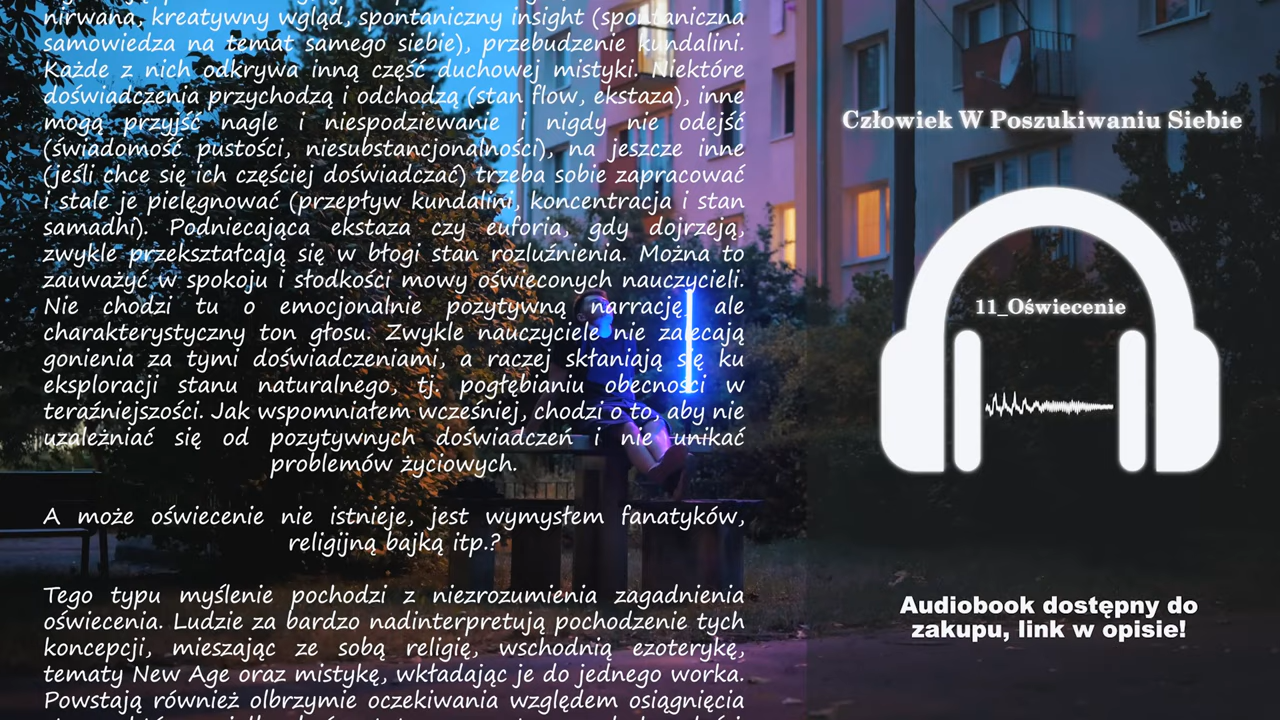 nirwana, kreatywny wgląd, spontaniczny insight (spontaniczna
samowiedza na temat samego siebie), przebudzenie kundalini.
Każde z nich odkrywa inną część duchowej mistyki. Niektóre
doświadczenia przychodzą i odchodzą (stan flow, ekstaza), inne
mogą przyjść nagle i niespodziewanie i nigdy nie odejść
(świadomość pustości, niesubstancjonalności), na jeszcze inne
(jeśli chce się ich częściej doświadczać) trzeba sobie zapracować
i stale je pielęgnować (przepływ kundalini, koncentracja i stan
samadhi). Podniecająca ekstaza czy euforia, gdy dojrzeją,
zwykle przekształcają się w błogi stan rozluźnienia. Można to
zauważyć w spokoju i słodkości mowy oświeconych nauczycieli.
Nie chodzi tu o emocjonalnie pozytywną narrację, ale
charakterystyczny ton głosu. Zwykle nauczyciele nie zalecają
gonienia za tymi doświadczeniami, a raczej skłaniają się ku
eksploracji stanu naturalnego, tj. pogłębianiu obecności w
teraźniejszości. Jak wspomniałem wcześniej, chodzi o to, aby nie
uzależniać się od pozytywnych doświadczeń i nie unikać
problemów życiowych.
A może oświecenie nie istnieje, jest wymysłem fanatyków,
religijną bajką itp.?
Tego typu myślenie pochodzi z niezrozumienia zagadnienia
oświecenia. Ludzie za bardzo nadinterpretują pochodzenie tych
koncepcji, mieszając ze sobą religię, wschodnią ezoterykę,
tematy New Age oraz mistykę, wkładając je do jednego worka.
Powstają również olbrzymie oczekiwania względem osiągnięcia
Człowiek W Poszukiwaniu Siebie
11_Oświecenie
Audiobook dostępny do
zakupu, link w opisie!